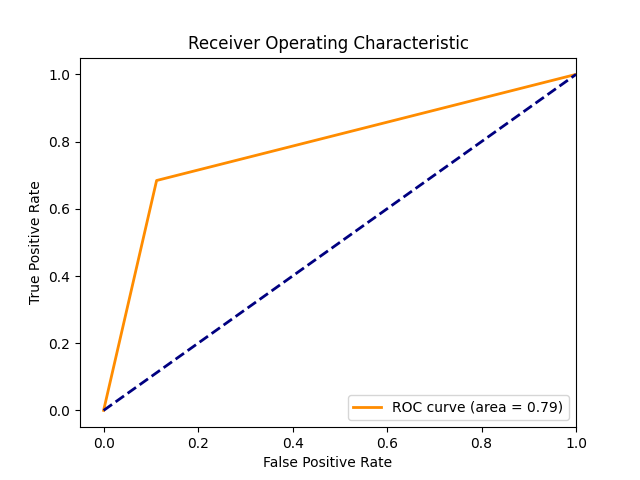 Receiver Operating Characteristic
True Positive Rate
1.0
0.8
0.6
0.4
0.2
0.0
ROC curve (area = 0.79)
0.0 0.2 0.4 0.6 0.8 1.0
False Positive Rate